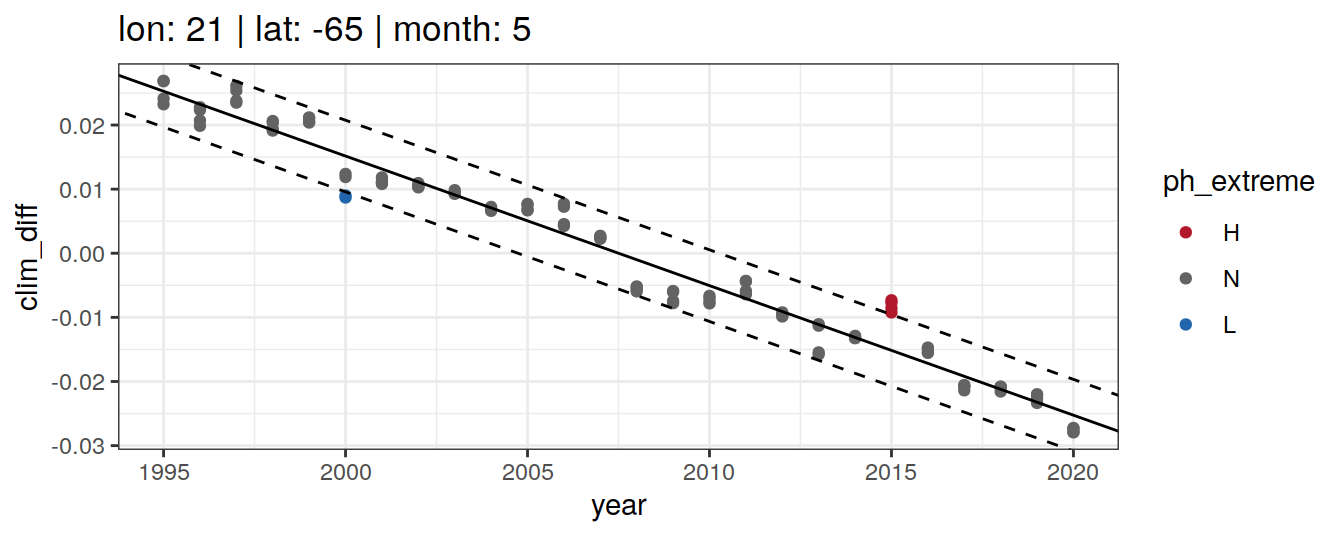 lon: 21 | lat: -65 | month: 5
0.02
0.01
0.00
-0.01
-0.02
-0.03
clim_diff
1995 2000 2005 2010 2015 2020
year
ph_extreme
H
N
L